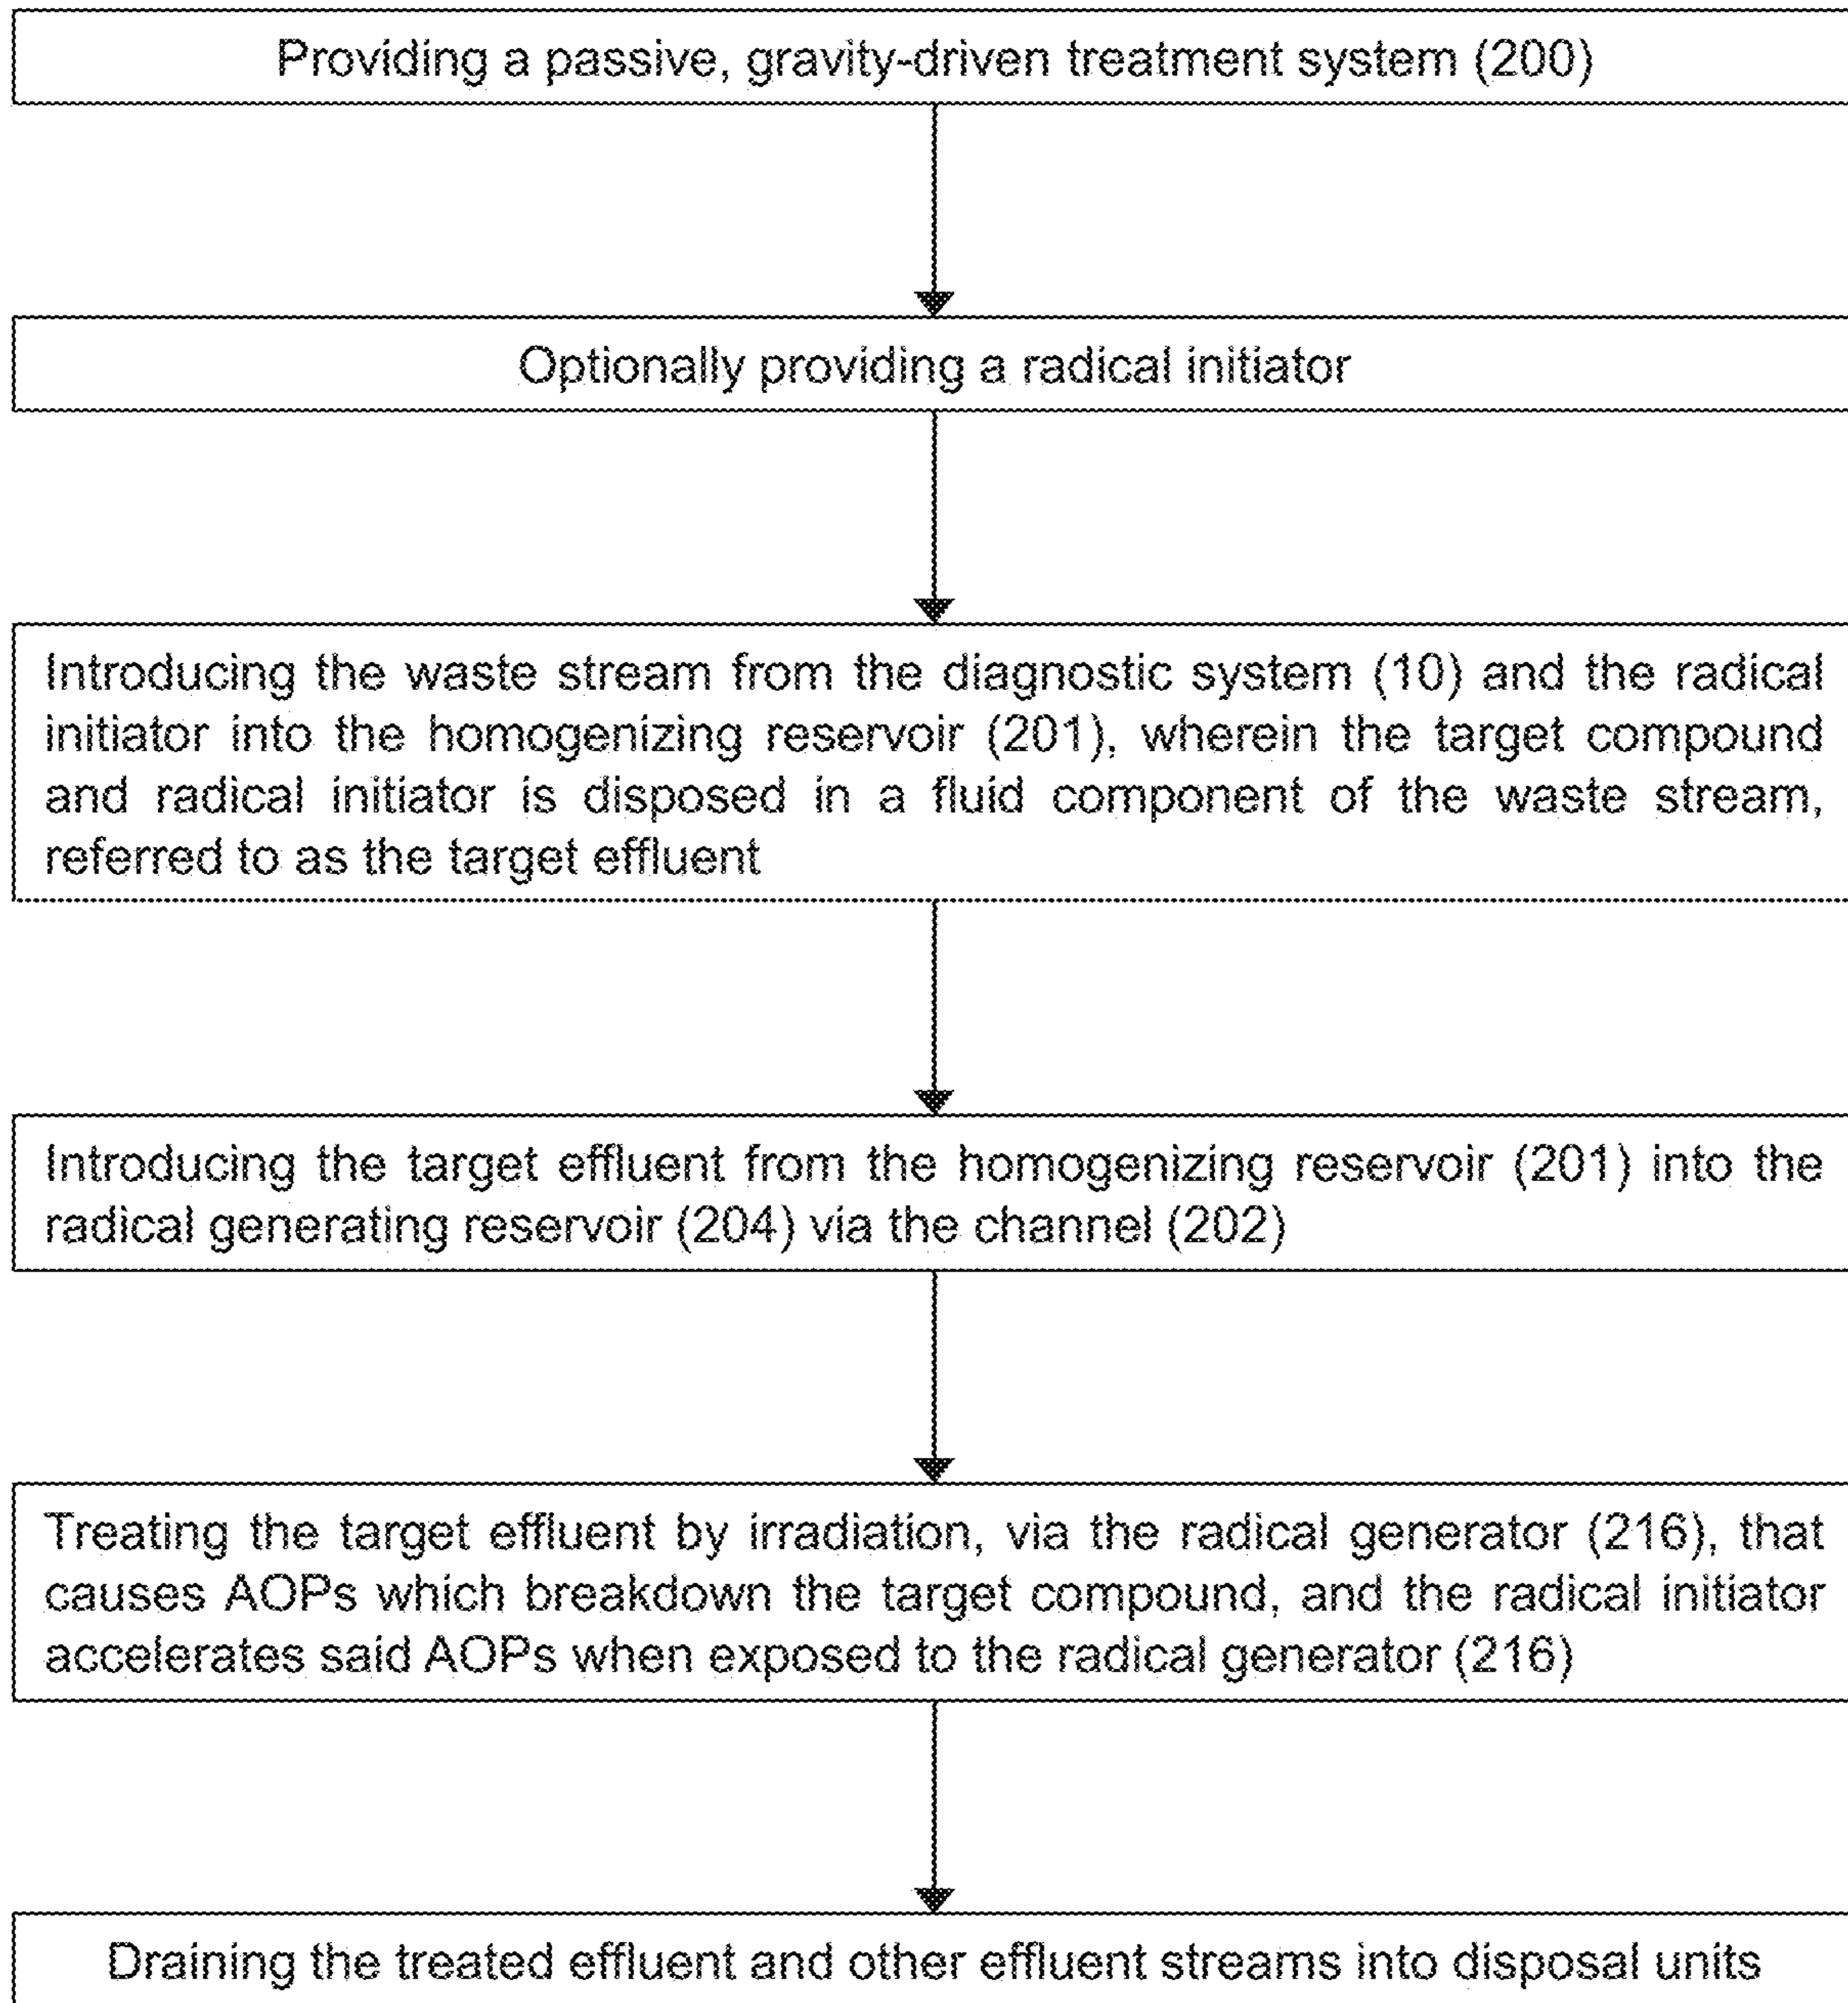 Providing a passive, gravity-driven treatment system (200)
Optionally providing a radical initiator
Introducing the waste stream from the diagnostic system (10) and the radical
initiator into the homogenizing reservoir (201), wherein the target compound
and radical initiator is disposed in a fluid component of the waste stream,
referred to as the target effluent
Introducing the target effluent from the homogenizing reservoir (201) into the
radical generating reservoir (204) via the channel (202)
Treating the target effluent by irradiation, via the radical generator (216), that
causes AOPs which breakdown the target compound, and the radical initiator
accelerates said AOPs when exposed to the radical generator (216)
Draining the treated effluent and other effluent streams into disposal units